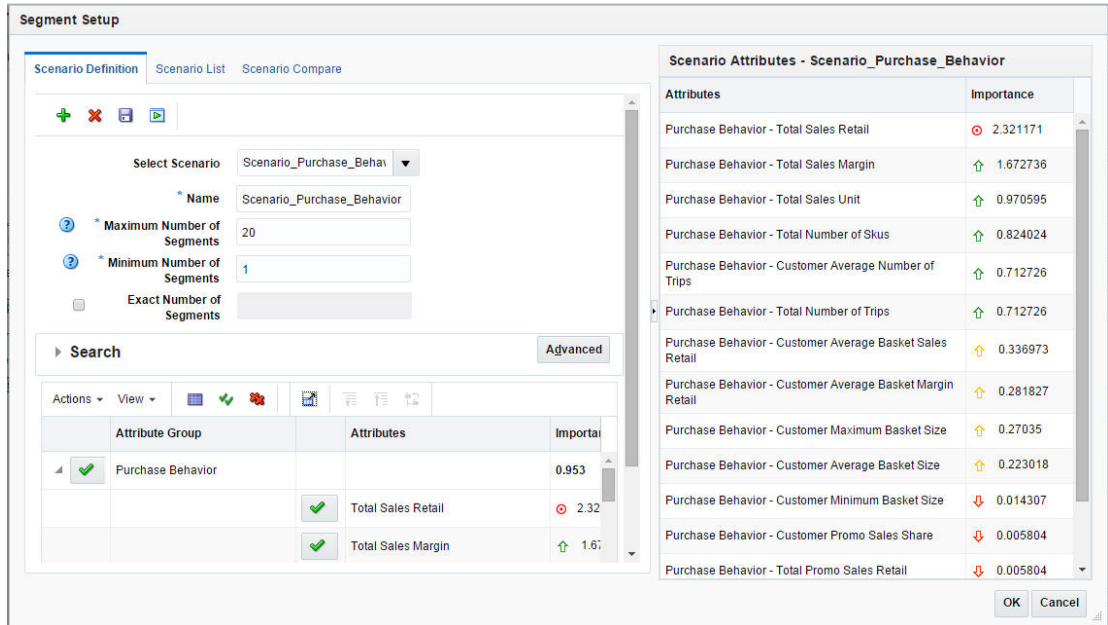 Segment Setup
Scenario Definition Scenario List Scenario Compare
Select Scenario Scenario_Purchase_Behav
* Name Scenario_Purchase_Behavior
* Maximum Number of
Segments
20
* Minimum Number of
Segments
1
Exact Number of
Segments
Search
Advanced
Actions View
Attribute Group Attributes Importan
Purchase Behavior 0.953
Total Sales Retail 2.32
Total Sales Margin 1.67
Scenario Attributes - Scenario_Purchase_Behavior
Attributes Importance
Purchase Behavior - Total Sales Retail 2.321171
Purchase Behavior - Total Sales Margin 1.672736
Purchase Behavior - Total Sales Unit 0.970595
Purchase Behavior - Total Number of Skus 0.824024
Purchase Behavior - Customer Average Number of
Trips
0.712726
Purchase Behavior - Total Number of Trips 0.712726
Purchase Behavior - Customer Average Basket Sales
Retail
0.336973
Purchase Behavior - Customer Average Basket Margin
Retail
0.281827
Purchase Behavior - Customer Maximum Basket Size 0.27035
Purchase Behavior - Customer Average Basket Size 0.223018
Purchase Behavior - Customer Minimum Basket Size 0.014307
Purchase Behavior - Customer Promo Sales Share 0.005804
Purchase Behavior - Total Promo Sales Retail 0.005804
OK Cancel